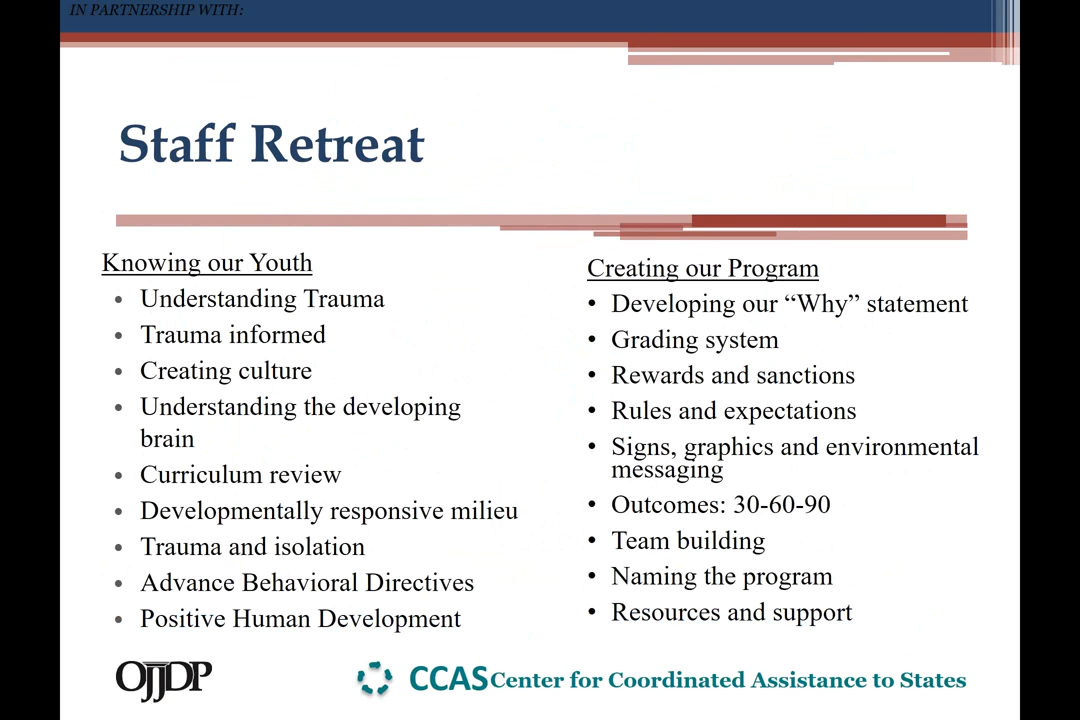 IN PARTNERSHIP WITH:
Staff Retreat
Knowing our Youth
• Understanding Trauma
• Trauma informed
• Creating culture
• Understanding the developing
brain
• Curriculum review
• Developmentally responsive milieu
• Trauma and isolation
• Advance Behavioral Directives
• Positive Human Development
Creating our Program
• Developing our “Why” statement
• Grading system
• Rewards and sanctions
• Rules and expectations
• Signs, graphics and environmental
messaging
• Outcomes: 30-60-90
• Team building
• Naming the program
• Resources and support
OJJDP
CCAS Center for Coordinated Assistance to States